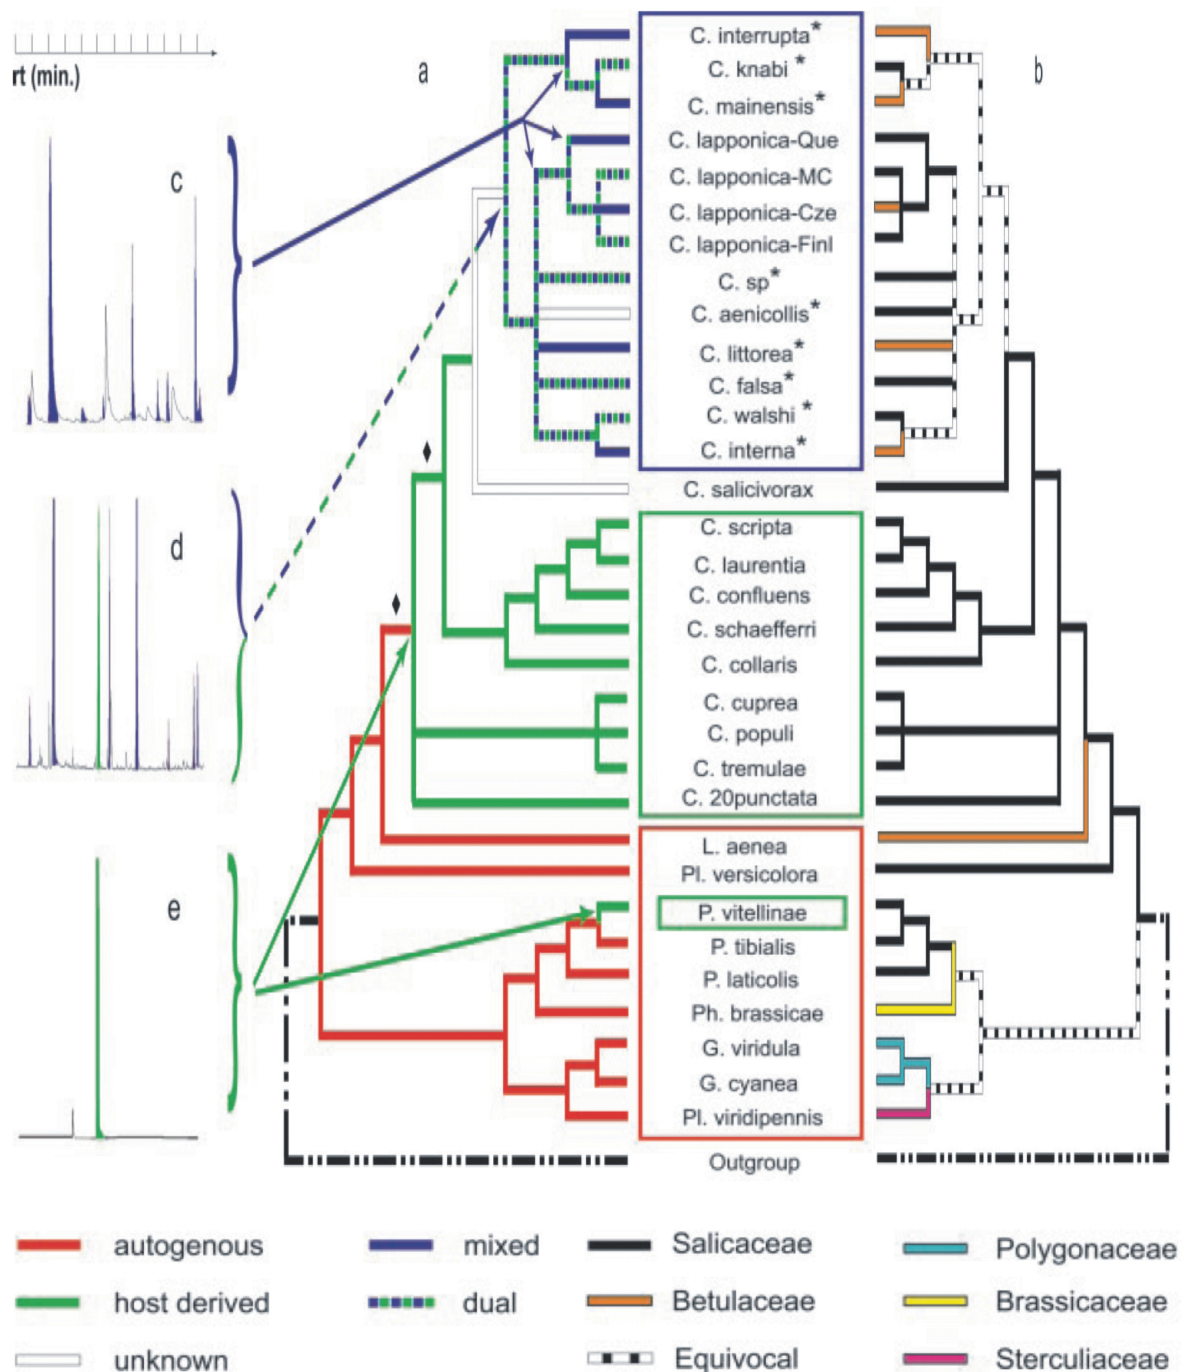 rt (min.)
a
b
c
d
e
C. interrupta*
C. knabi *
C. mainensis*
C. lapponica-Que
C. lapponica-MC
C. lapponica-Cze
C. lapponica-Finl
C. sp*
C. aenicollis*
C. littorea*
C. falsa*
C. walshi *
C. interna*
C. salicivorax
C. scripta
C. laurentia
C. confluens
C. schaefferri
C. collaris
C. cuprea
C. populi
C. tremulae
C. 20punctata
L. aenea
Pl. versicolora
P. vitellinae
P. tibialis
P. laticolis
Ph. brassicae
G. viridula
G. cyanea
Pl. viridipennis
Outgroup
autogenous mixed Salicaceae Polygonaceae
host derived dual Betulaceae Brassicaceae
unknown Equivocal Sterculiaceae